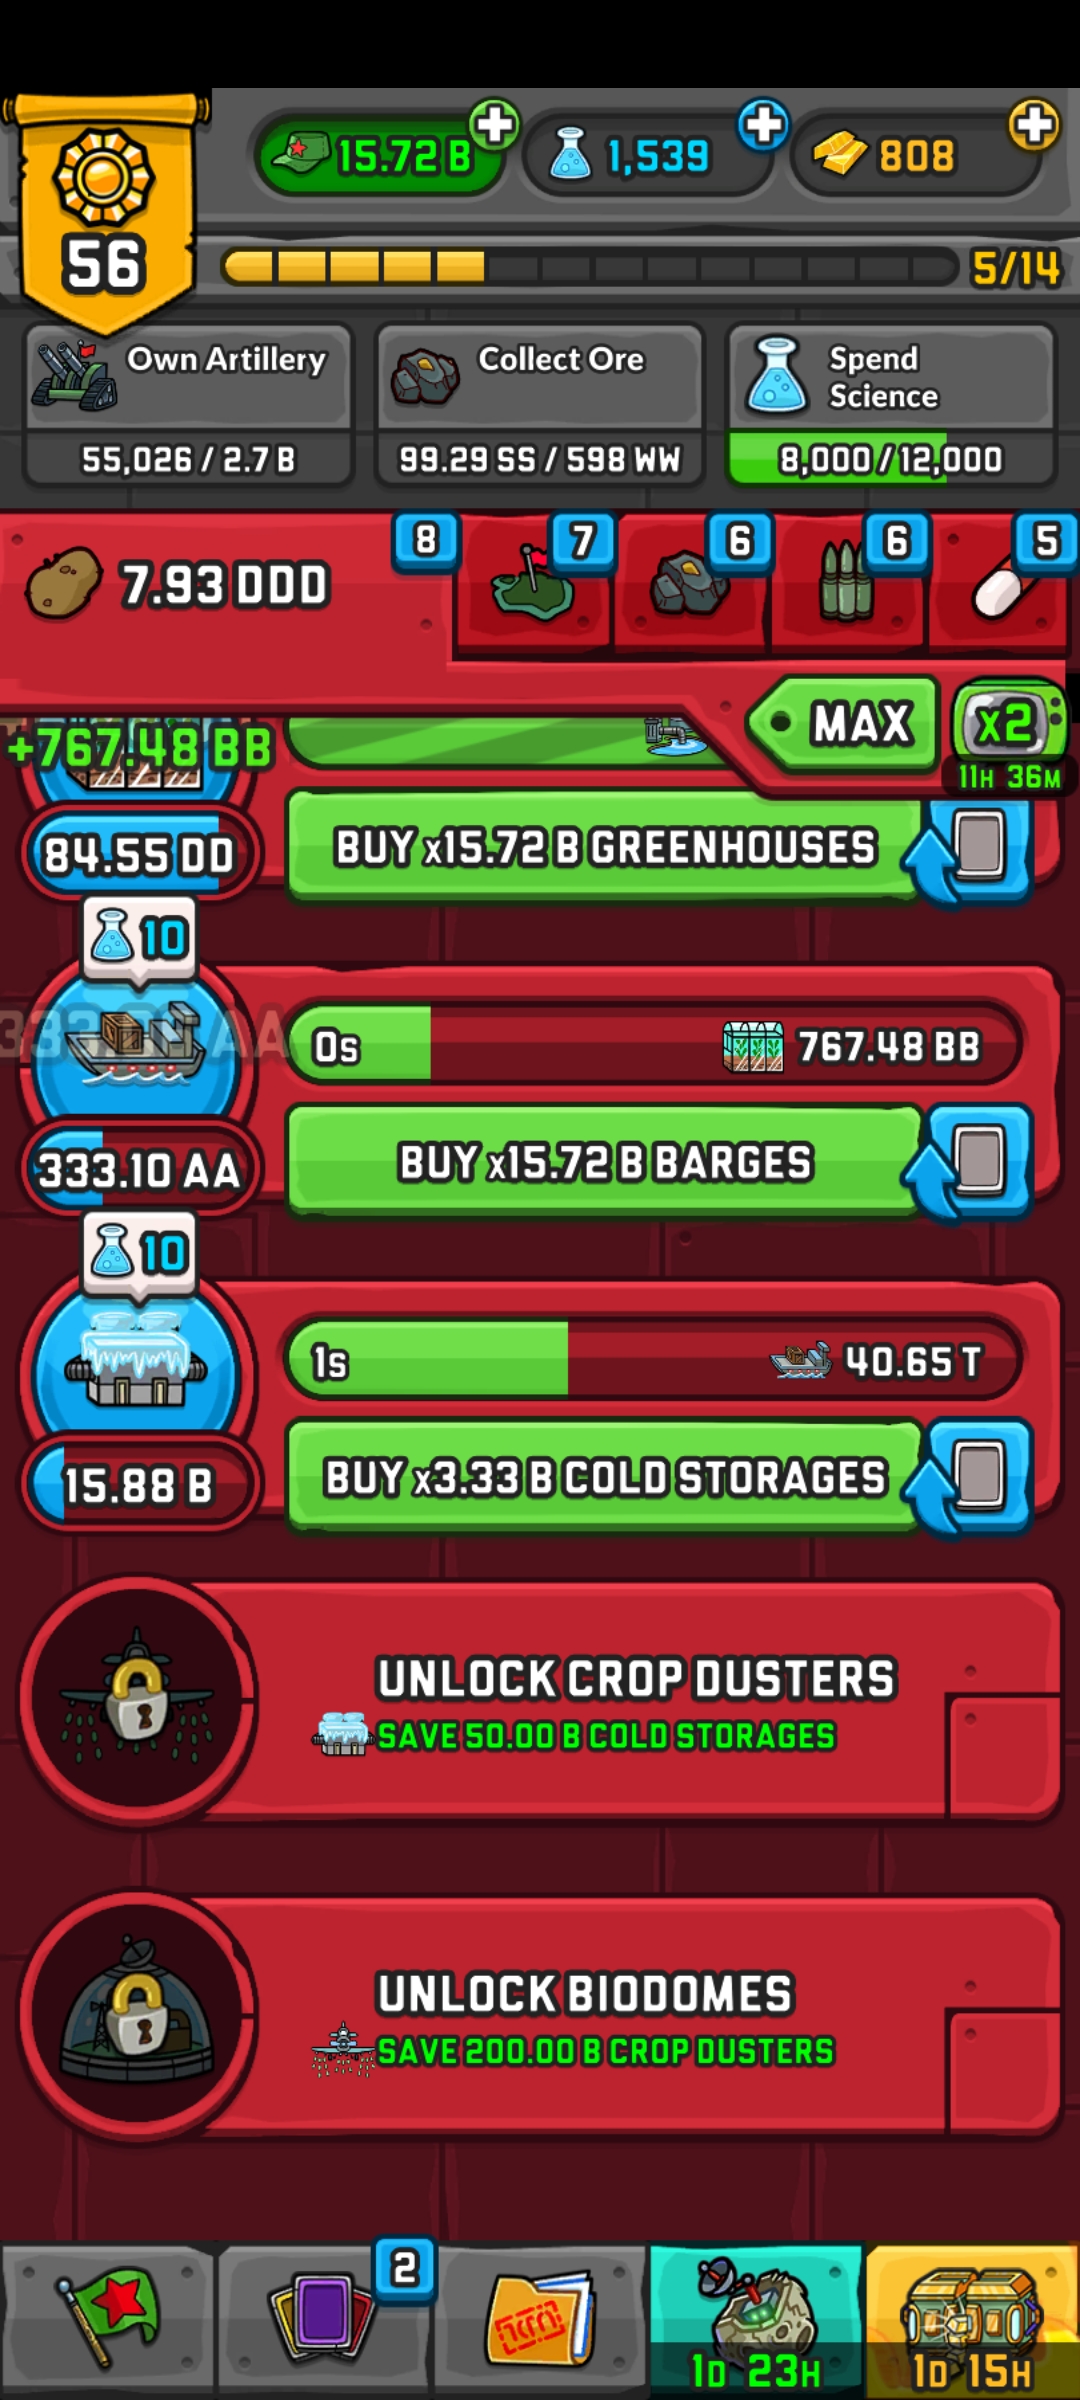 15.72 B
1,539
808
56
5/14
Own Artillery
55,026 / 2.7 B
Collect Ore
99.29 SS / 598 WW
Spend
Science
8,000 / 12,000
7.93 DDD
8
7
6
6
5
MAX
x2
11H 36M
+767.48 BB
84.55 DD
BUY x15.72 B GREENHOUSES
10
333.10 AA
0s
767.48 BB
BUY x15.72 B BARGES
10
15.88 B
1s
40.65 T
BUY x3.33 B COLD STORAGES
UNLOCK CROP DUSTERS
SAVE 50.00 B COLD STORAGES
UNLOCK BIODOMES
SAVE 200.00 B CROP DUSTERS
2
1D 23H
1D 15H